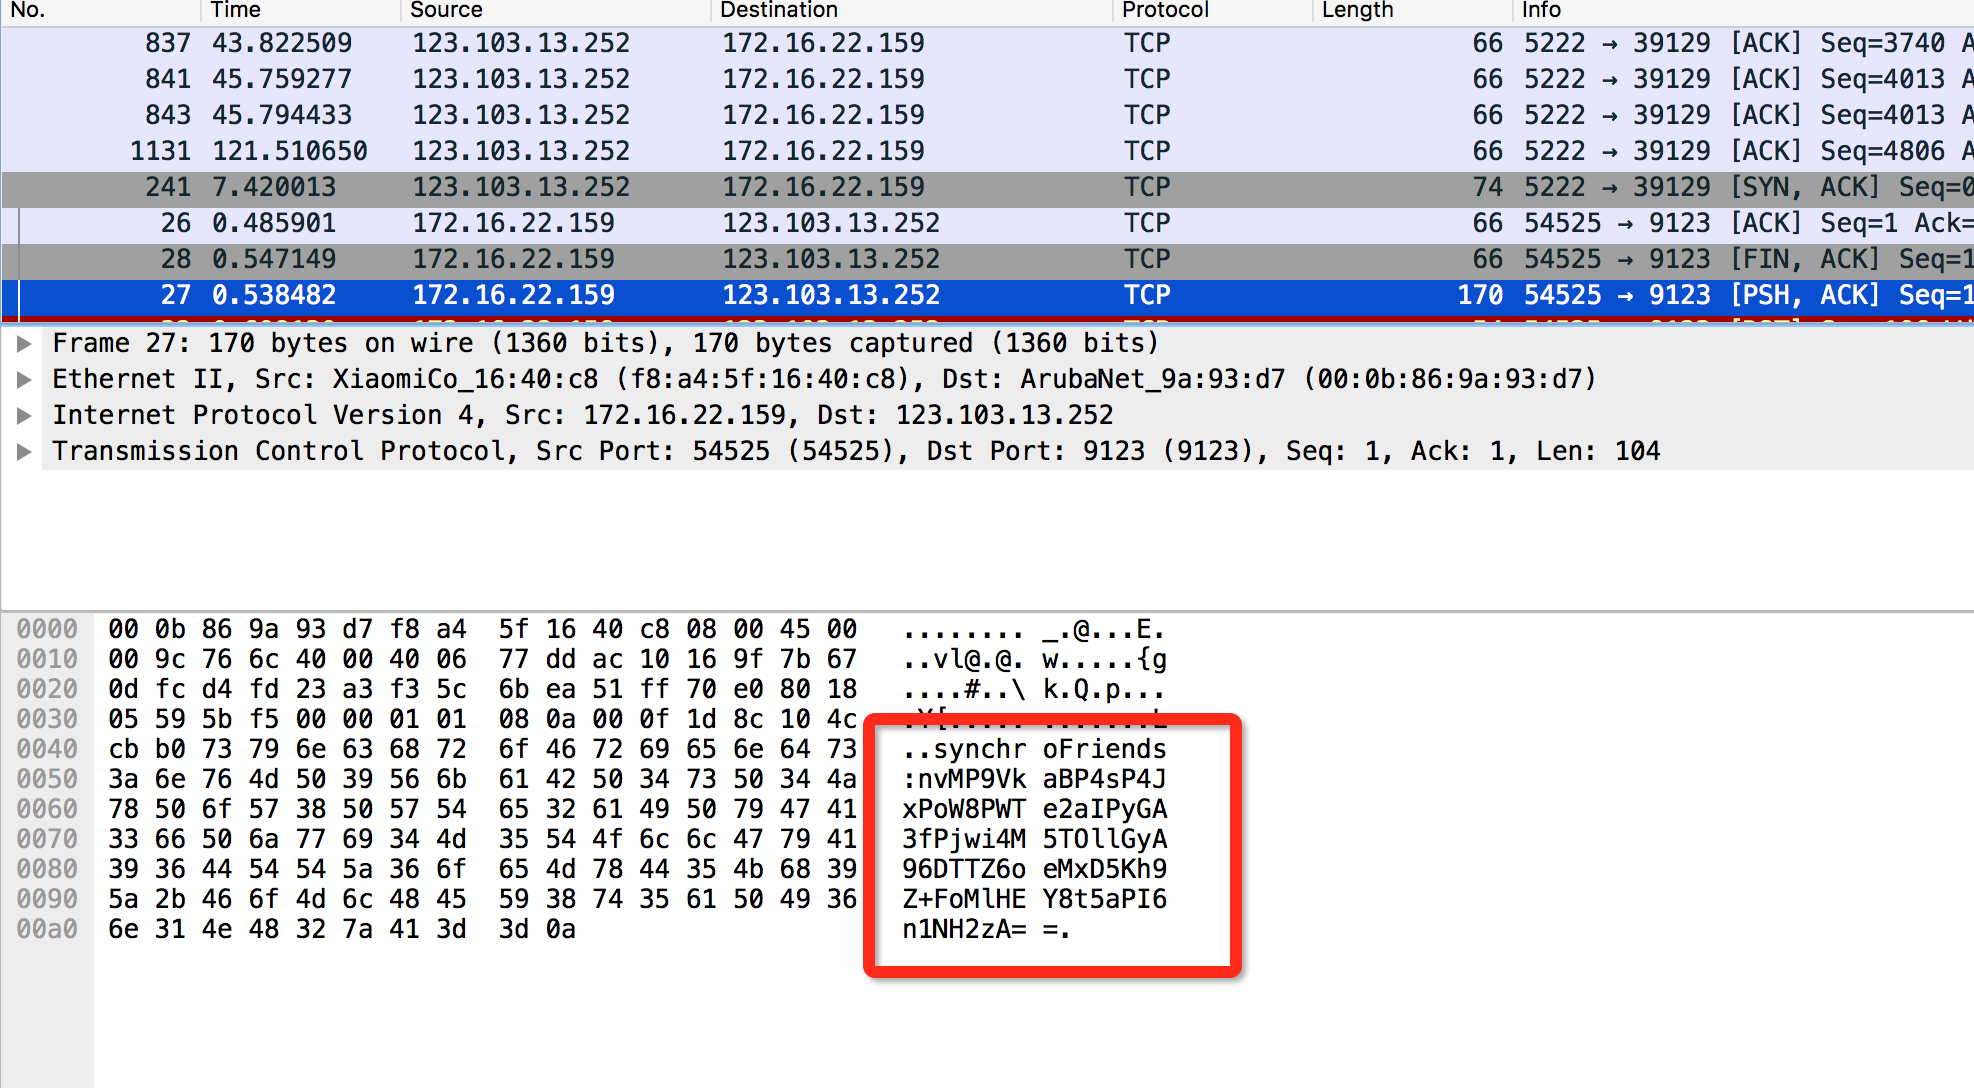 No. Time Source Destination Protocol Length Info
837 43.822509 123.103.13.252 172.16.22.159 TCP 66 5222 → 39129 [ACK] Seq=3740
841 45.759277 123.103.13.252 172.16.22.159 TCP 66 5222 → 39129 [ACK] Seq=4013
843 45.794433 123.103.13.252 172.16.22.159 TCP 66 5222 → 39129 [ACK] Seq=4013
1131 121.510650 123.103.13.252 172.16.22.159 TCP 66 5222 → 39129 [ACK] Seq=4806
241 7.420013 123.103.13.252 172.16.22.159 TCP 74 5222 → 39129 [SYN, ACK] Seq=0
26 0.485901 172.16.22.159 123.103.13.252 TCP 66 54525 → 9123 [ACK] Seq=1 Ack=
28 0.547149 172.16.22.159 123.103.13.252 TCP 66 54525 → 9123 [FIN, ACK] Seq=1
27 0.538482 172.16.22.159 123.103.13.252 TCP 170 54525 → 9123 [PSH, ACK] Seq=1
Frame 27: 170 bytes on wire (1360 bits), 170 bytes captured (1360 bits)
Ethernet II, Src: XiaomiCo_16:40:c8 (f8:a4:5f:16:40:c8), Dst: ArubaNet_9a:93:d7 (00:0b:86:9a:93:d7)
Internet Protocol Version 4, Src: 172.16.22.159, Dst: 123.103.13.252
Transmission Control Protocol, Src Port: 54525 (54525), Dst Port: 9123 (9123), Seq: 1, Ack: 1, Len: 104
0000 00 0b 86 9a 93 d7 f8 a4 5f 16 40 c8 08 00 45 00 ........ _.@...E.
0010 00 9c 76 6c 40 00 40 06 77 dd ac 10 16 9f 7b 67 ..vl@.@. w.....{g
0020 0d fc d4 fd 23 a3 f3 5c 6b ea 51 ff 70 e0 80 18 ....#..\ k.Q.p...
0030 05 59 5b f5 00 00 01 01 08 0a 00 0f 1d 8c 10 4c .Y[..... .......L
0040 cb b0 73 79 6e 63 68 72 6f 46 72 69 65 6e 64 73 ..synchr oFriends
0050 3a 6e 76 4d 50 39 56 6b 61 42 50 34 73 50 34 4a :nvMP9Vk aBP4sP4J
0060 78 50 6f 57 38 50 57 54 65 32 61 49 50 79 47 41 xPoW8PWT e2aIPyGA
0070 33 66 50 6a 77 69 34 4d 35 54 4f 6c 6c 47 79 41 3fPjwi4M 5TOllGyA
0080 39 36 44 54 54 5a 36 6f 65 4d 78 44 35 4b 68 39 96DTTZ6o eMxD5Kh9
0090 5a 2b 46 6f 4d 6c 48 45 59 38 74 35 61 50 49 36 Z+FoMlHE Y8t5aPI6
00a0 6e 31 4e 48 32 7a 41 3d 3d 0a n1NH2zA= =.